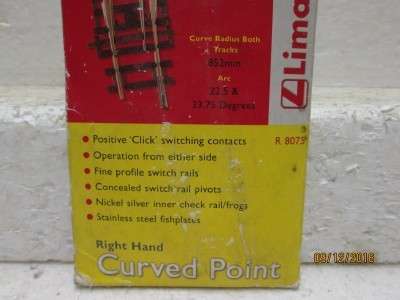 Curve Radius Both
Tracks
852mm
Arc
22.5 &
23.75 Degrees
Lima
• Positive 'Click' switching contacts
R 8075
• Operation from either side
• Fine profile switch rails
• Concealed switch rail pivots
• Nickel silver inner check rail/frogs
• Stainless steel fishplates
Right Hand
Curved Point
09/12/2018